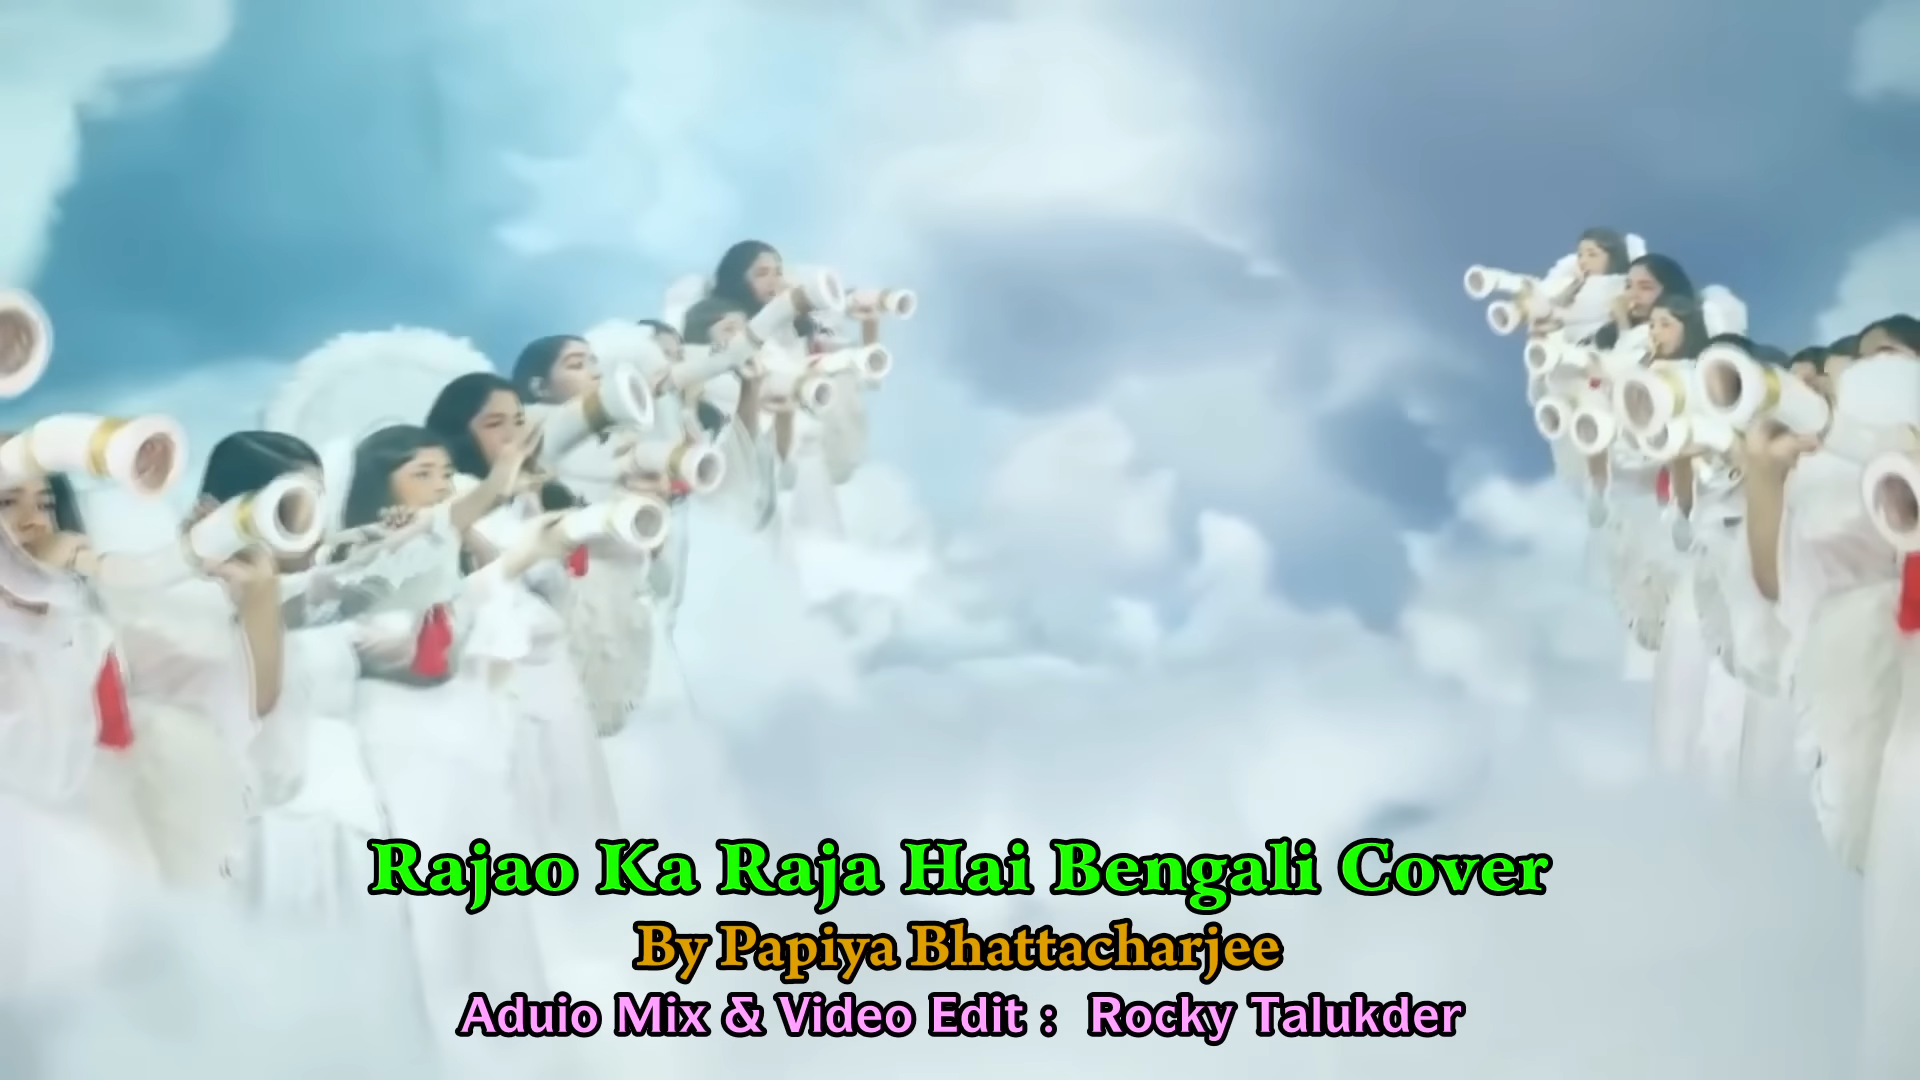 Rajao Ka Raja Hai Bengali Cover
By Papiya Bhattacharjee
Aduio Mix & Video Edit : Rocky Talukder